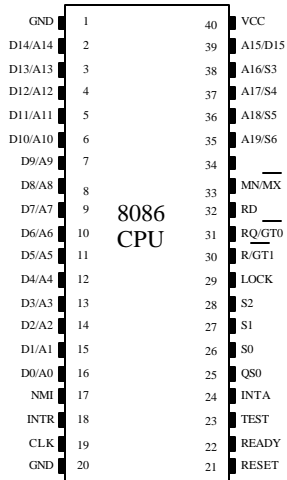 GND 1 40 VCC
D14/A14 2 39 A15/D15
D13/A13 3 38 A16/S3
D12/A12 4 37 A17/S4
D11/A11 5 36 A18/S5
D10/A10 6 35 A19/S6
D9/A9 7 34
D8/A8 8 33 MN/MX
D7/A7 9 32 RD
D6/A6 10 31 RQ/GT0
D5/A5 11 30 R/GT1
D4/A4 12 29 LOCK
D3/A3 13 28 S2
D2/A2 14 27 S1
D1/A1 15 26 S0
D0/A0 16 25 QS0
NMI 17 24 INTA
INTR 18 23 TEST
CLK 19 22 READY
GND 20 21 RESET
8086
CPU